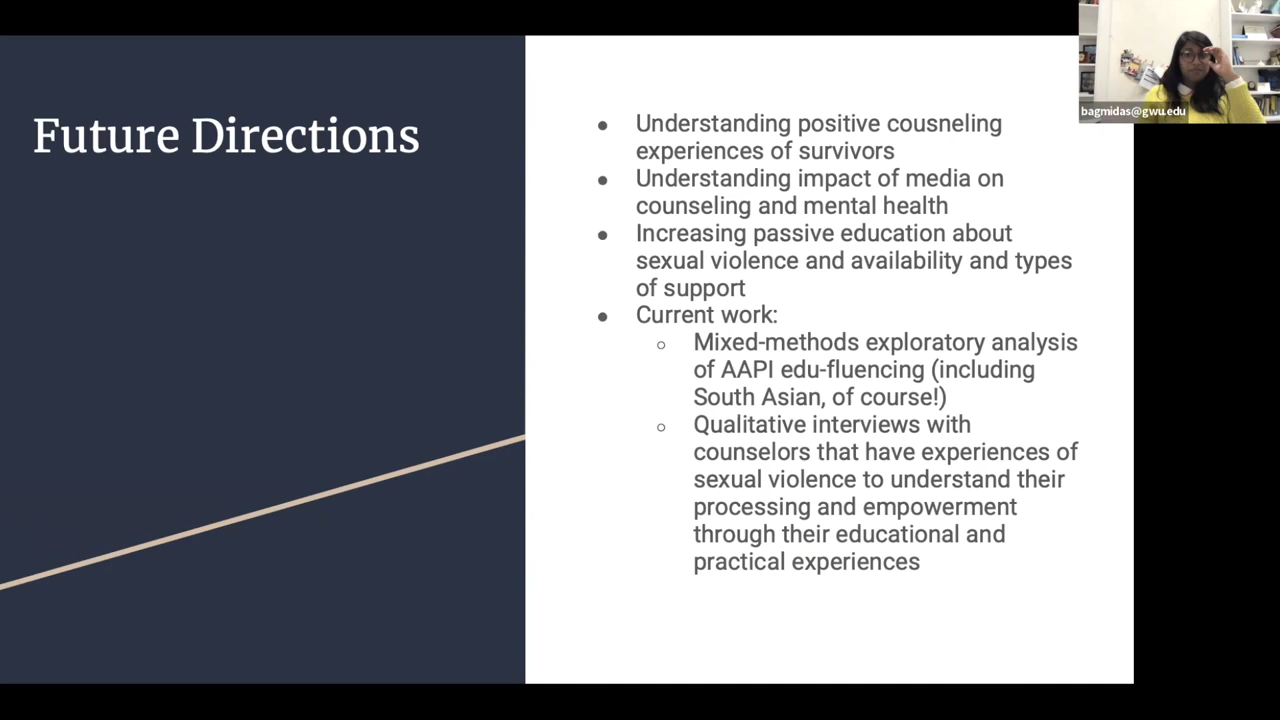 Future Directions
● Understanding positive cousneling
experiences of survivors
● Understanding impact of media on
counseling and mental health
● Increasing passive education about
sexual violence and availability and types
of support
● Current work:
○ Mixed-methods exploratory analysis
of AAPI edu-fluencing (including
South Asian, of course!)
○ Qualitative interviews with
counselors that have experiences of
sexual violence to understand their
processing and empowerment
through their educational and
practical experiences
bagmidas@gwu.edu